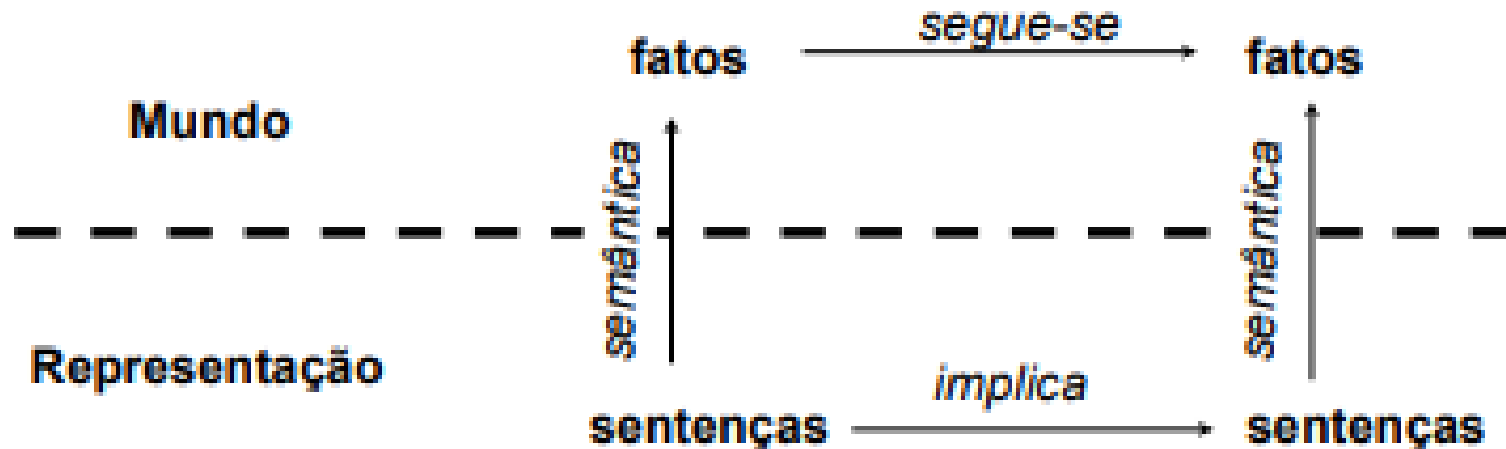 segue-se
fatos
fatos
Mundo
semântica
semântica
Representação
implica
sentenças
sentenças